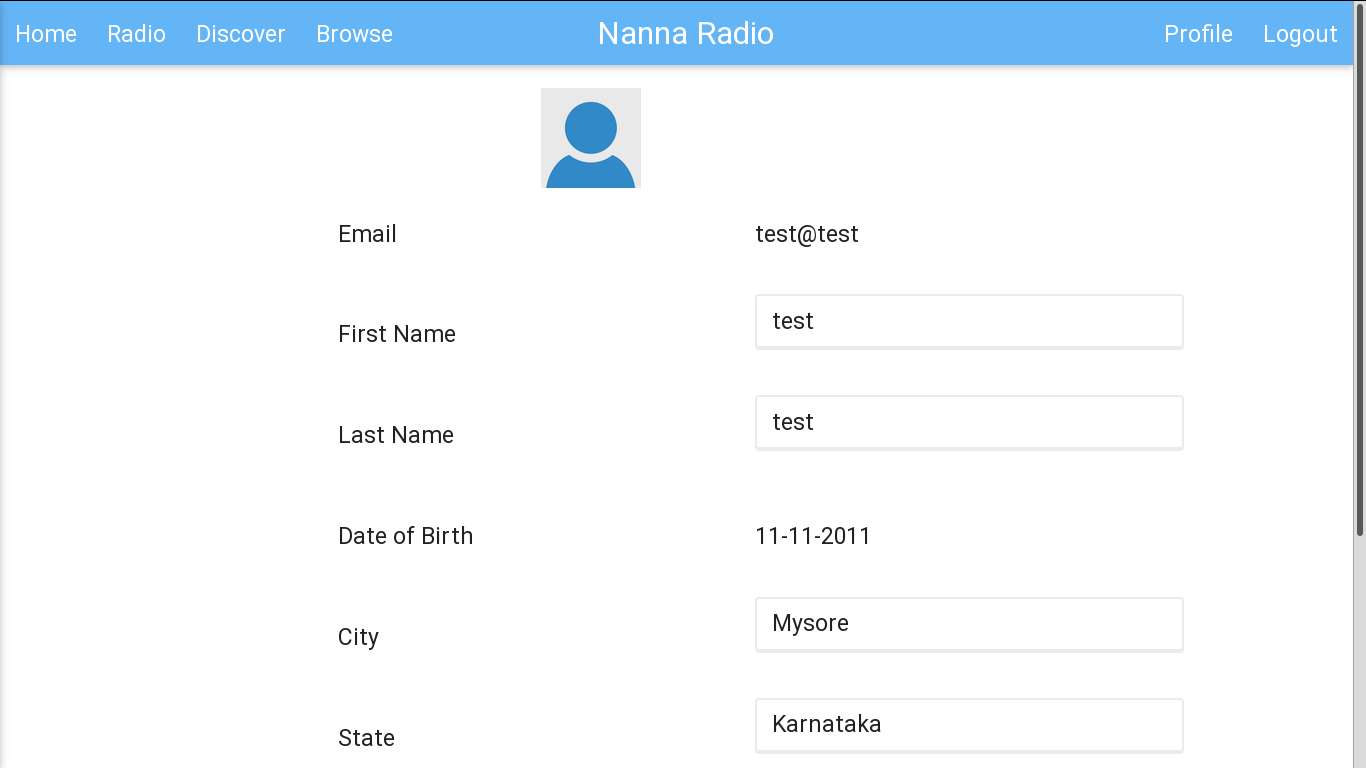 Home Radio Discover Browse Nanna Radio Profile Logout
Email test@test
First Name test
Last Name test
Date of Birth 11-11-2011
City Mysore
State Karnataka